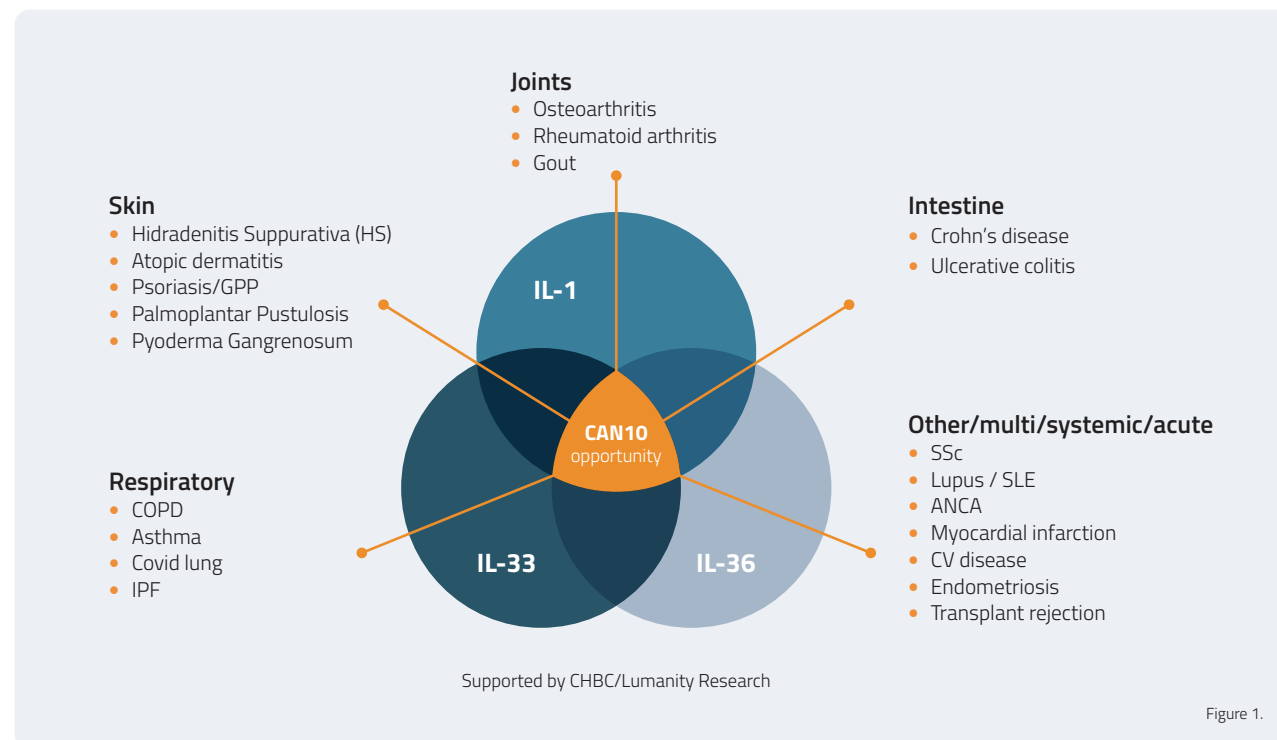 Joints
• Osteoarthritis
• Rheumatoid arthritis
• Gout
Skin
• Hidradenitis Suppurativa (HS)
• Atopic dermatitis
• Psoriasis/GPP
• Palmoplantar Pustulosis
• Pyoderma Gangrenosum
Intestine
• Crohn’s disease
• Ulcerative colitis
IL-1
CAN10
opportunity
IL-33
IL-36
Respiratory
• COPD
• Asthma
• Covid lung
• IPF
Other/multi/systemic/acute
• SSc
• Lupus / SLE
• ANCA
• Myocardial infarction
• CV disease
• Endometriosis
• Transplant rejection
Supported by CHBC/Lumanity Research
Figure 1.